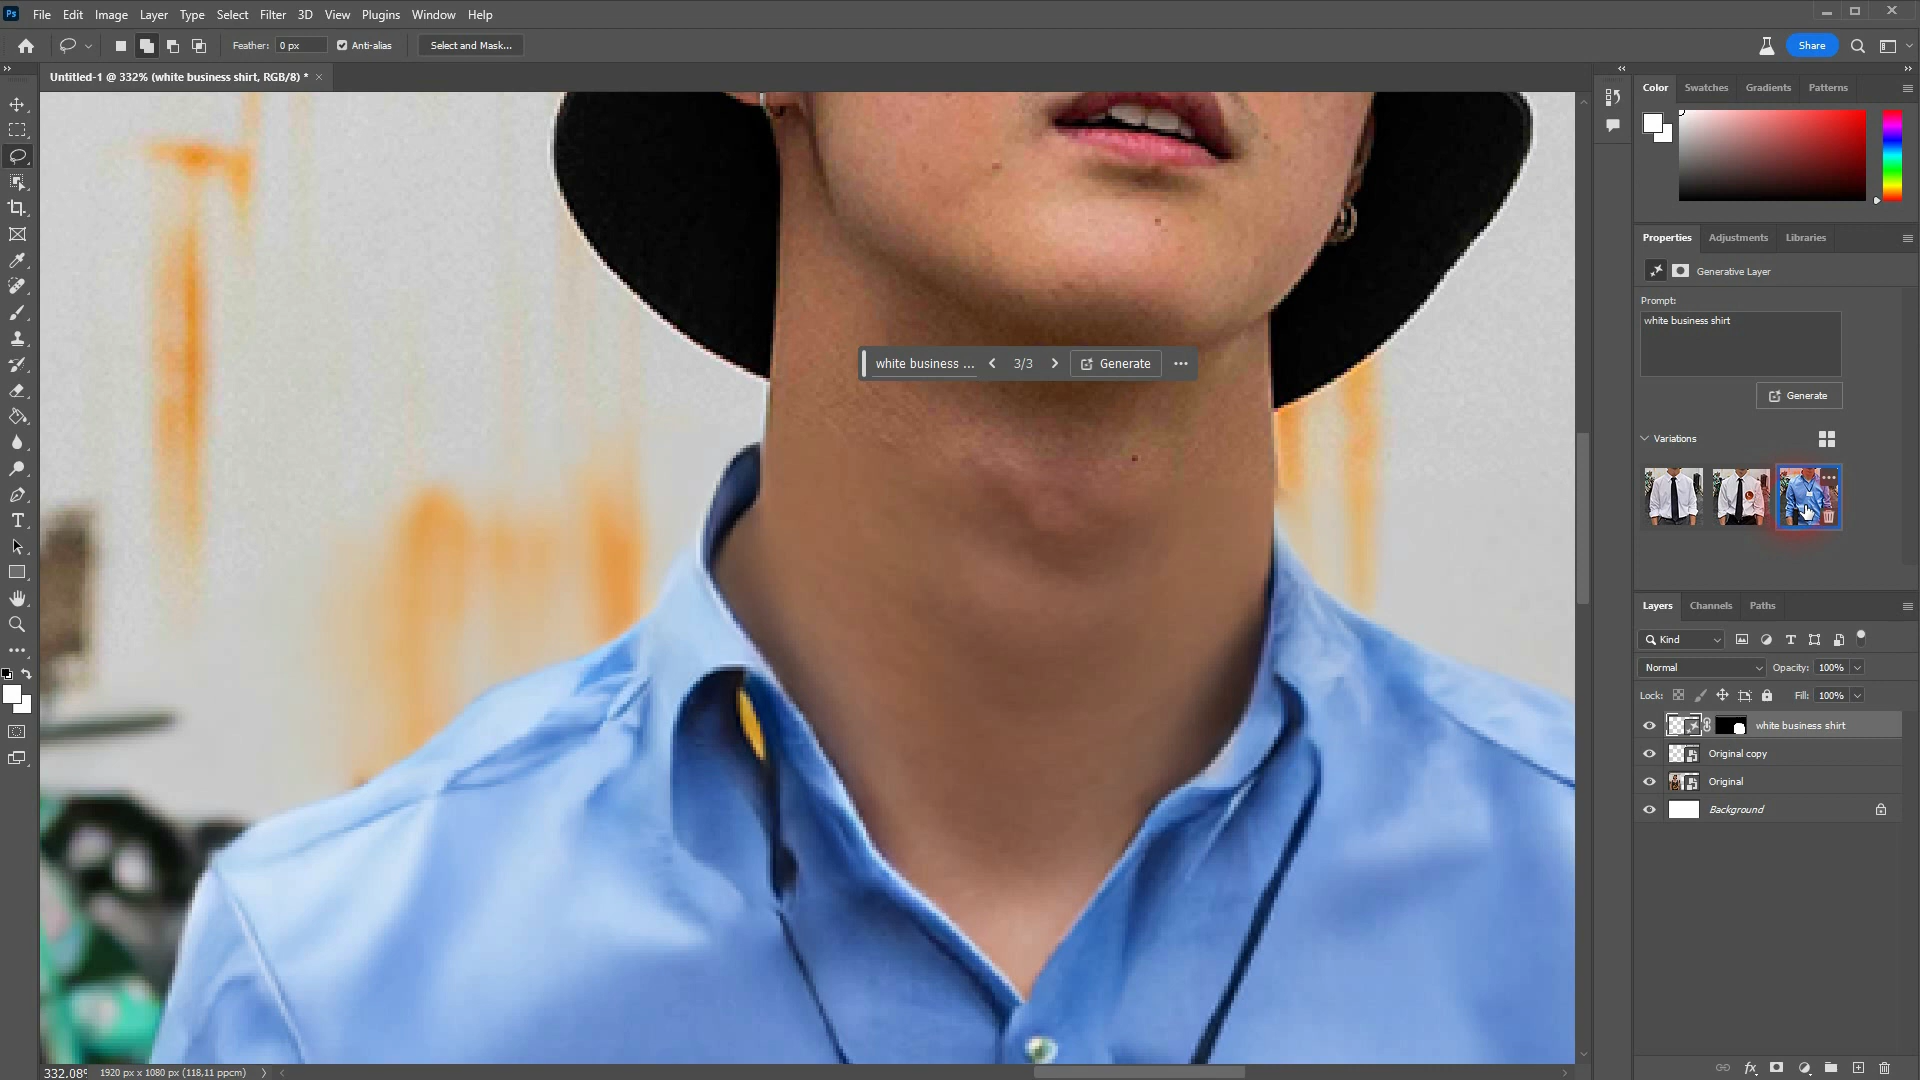 Ps File Edit Image Layer Type Select Filter 3D View Plugins Window Help
Feather: 0 px Anti-alias Select and Mask... Share
Untitled-1 @ 332% (white business shirt, RGB/8) * ×
Color Swatches Gradients Patterns
Properties Adjustments Libraries
Generative Layer
Prompt:
white business shirt
white business ... 3/3 Generate
Generate
Variations
Layers Channels Paths
Kind
Normal Opacity: 100%
Lock: Fill: 100%
white business shirt
Original copy
Original
Background
332.08% 1920 px x 1080 px (118,11 ppcm)